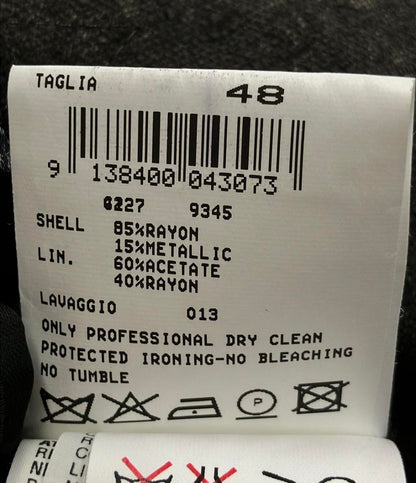 TAGLIA 48
9 138400 043073
6227 9345
SHELL 85%RAYON
15%METALLIC
LIN. 60%ACETATE
40%RAYON
LAVAGGIO 013
ONLY PROFESSIONAL DRY CLEAN
PROTECTED IRONING-NO BLEACHING
NO TUMBLE
P